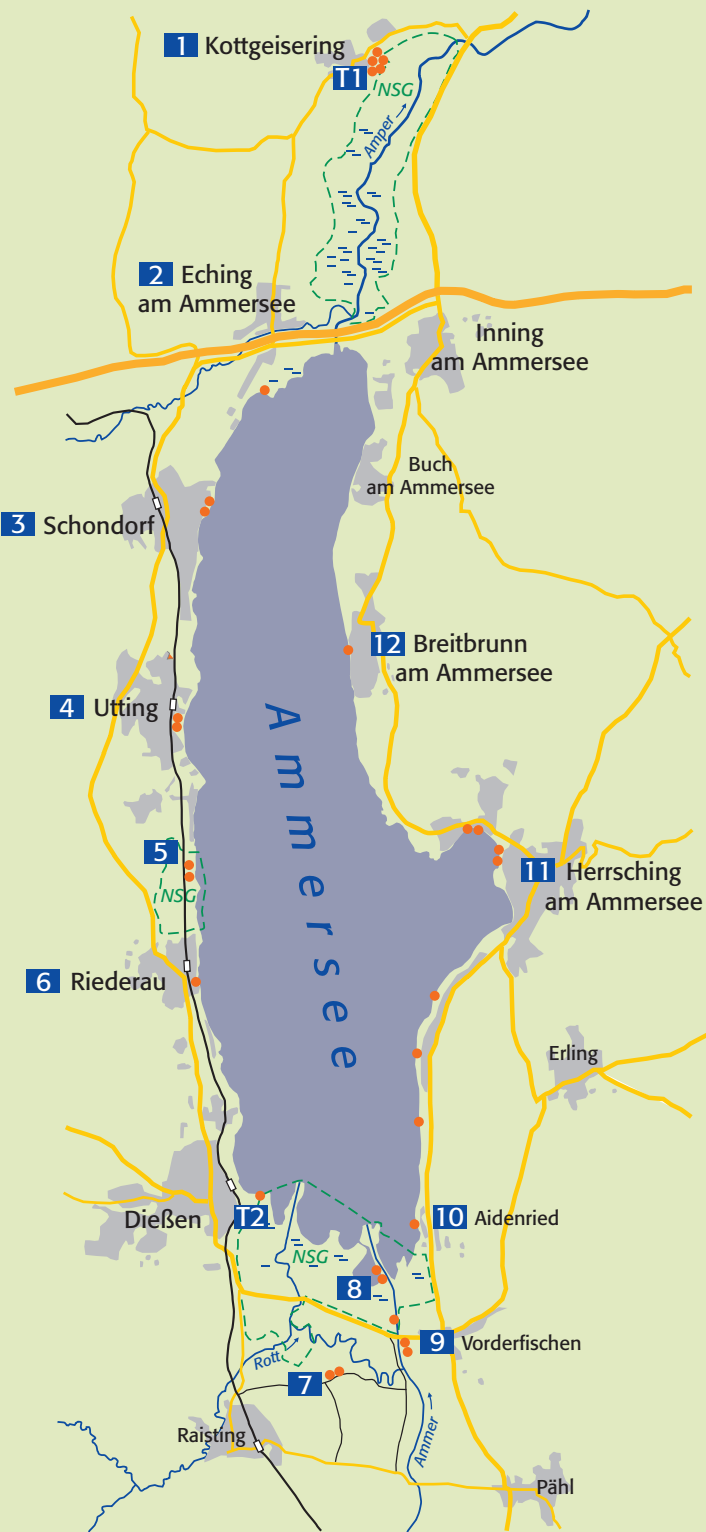 1 Kottgeisering
T1
NSG
Amper
2 Eching
am Ammersee
Inning
am Ammersee
Buch
am Ammersee
3 Schondorf
12 Breitbrunn
am Ammersee
4 Utting
Ammersee
5
NSG
11 Herrsching
am Ammersee
6 Riederau
Erling
T2
Dießen
10 Aidenried
NSG
8
9 Vorderfischen
Rott
7
Raisting
Ammer
Pähl